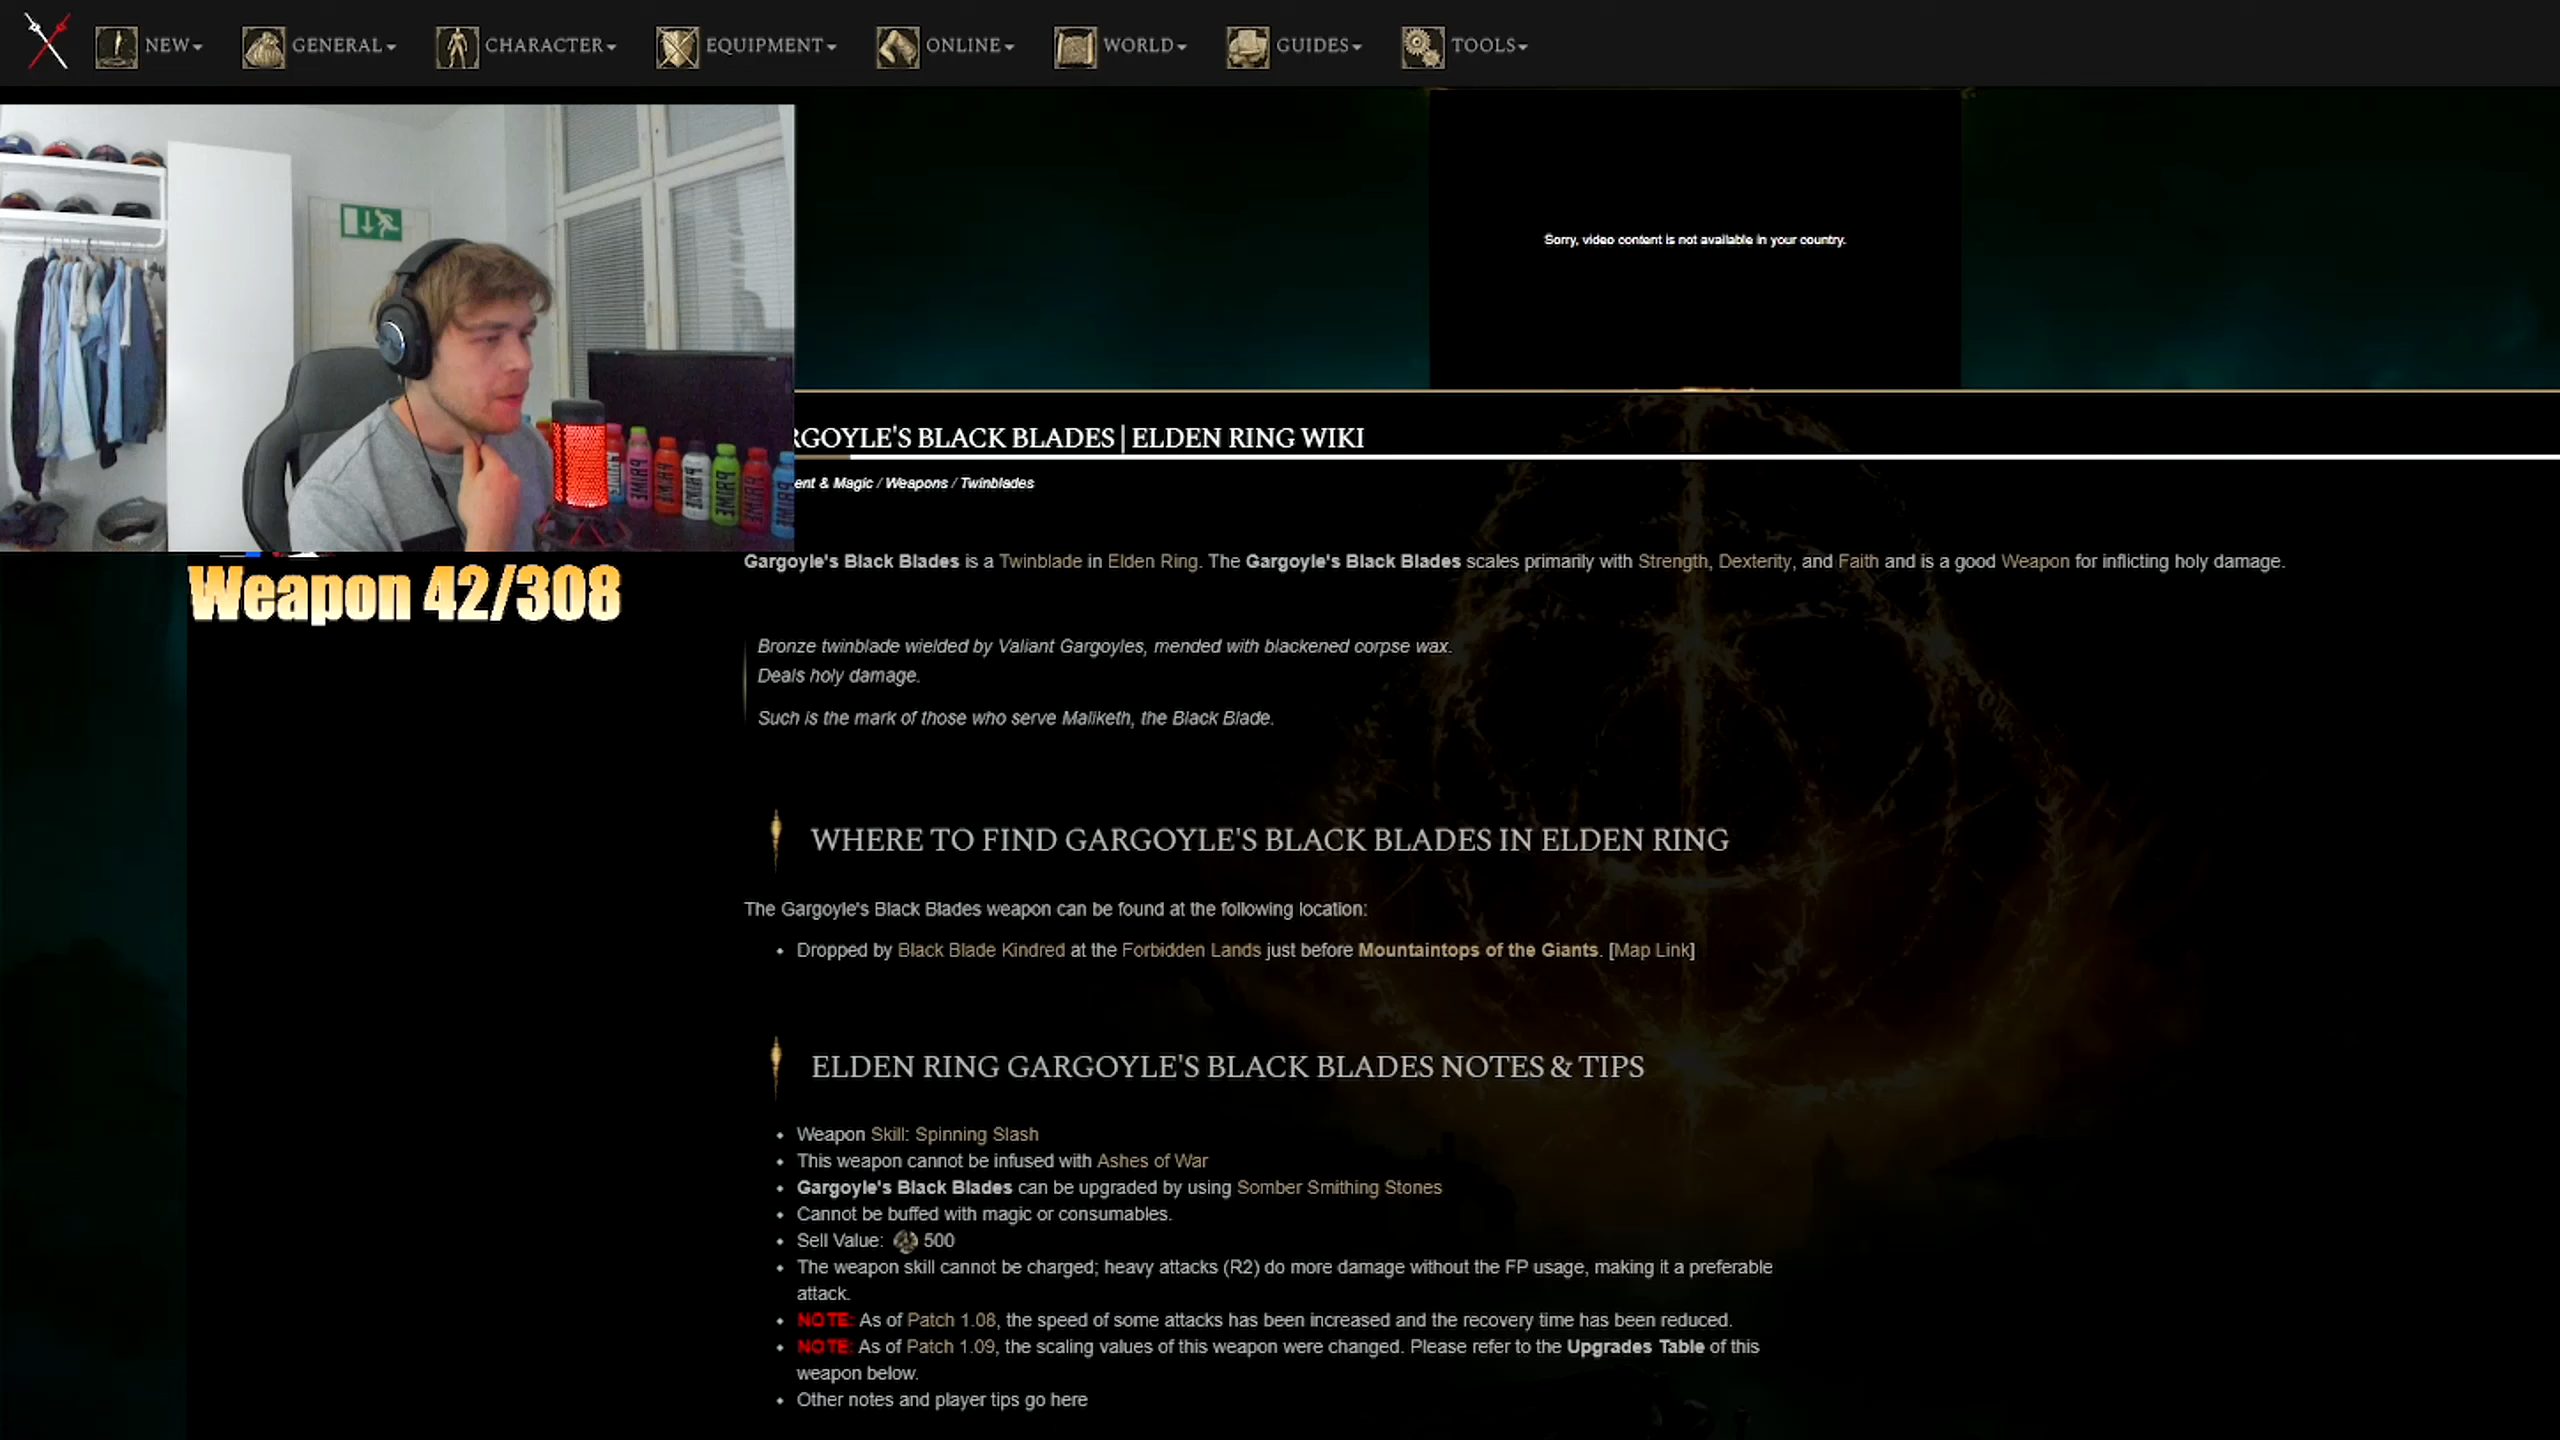 NEW
GENERAL
CHARACTER
EQUIPMENT
ONLINE
WORLD
GUIDES
TOOLS
Sorry, video content is not available in your country.
RGOYLE'S BLACK BLADES | ELDEN RING WIKI
ent & Magic / Weapons / Twinblades
PRIME
PRIME
PRIME
PRIME
PRIME
Gargoyle's Black Blades is a Twinblade in Elden Ring. The Gargoyle's Black Blades scales primarily with Strength, Dexterity, and Faith and is a good Weapon for inflicting holy damage.
Weapon 42/308
Bronze twinblade wielded by Valiant Gargoyles, mended with blackened corpse wax.
Deals holy damage.
Such is the mark of those who serve Maliketh, the Black Blade.
WHERE TO FIND GARGOYLE'S BLACK BLADES IN ELDEN RING
The Gargoyle's Black Blades weapon can be found at the following location:
Dropped by Black Blade Kindred at the Forbidden Lands just before Mountaintops of the Giants. [Map Link]
ELDEN RING GARGOYLE'S BLACK BLADES NOTES & TIPS
Weapon Skill: Spinning Slash
This weapon cannot be infused with Ashes of War
Gargoyle's Black Blades can be upgraded by using Somber Smithing Stones
Cannot be buffed with magic or consumables.
Sell Value: 500
The weapon skill cannot be charged; heavy attacks (R2) do more damage without the FP usage, making it a preferable
attack.
NOTE: As of Patch 1.08, the speed of some attacks has been increased and the recovery time has been reduced.
NOTE: As of Patch 1.09, the scaling values of this weapon were changed. Please refer to the Upgrades Table of this
weapon below.
Other notes and player tips go here